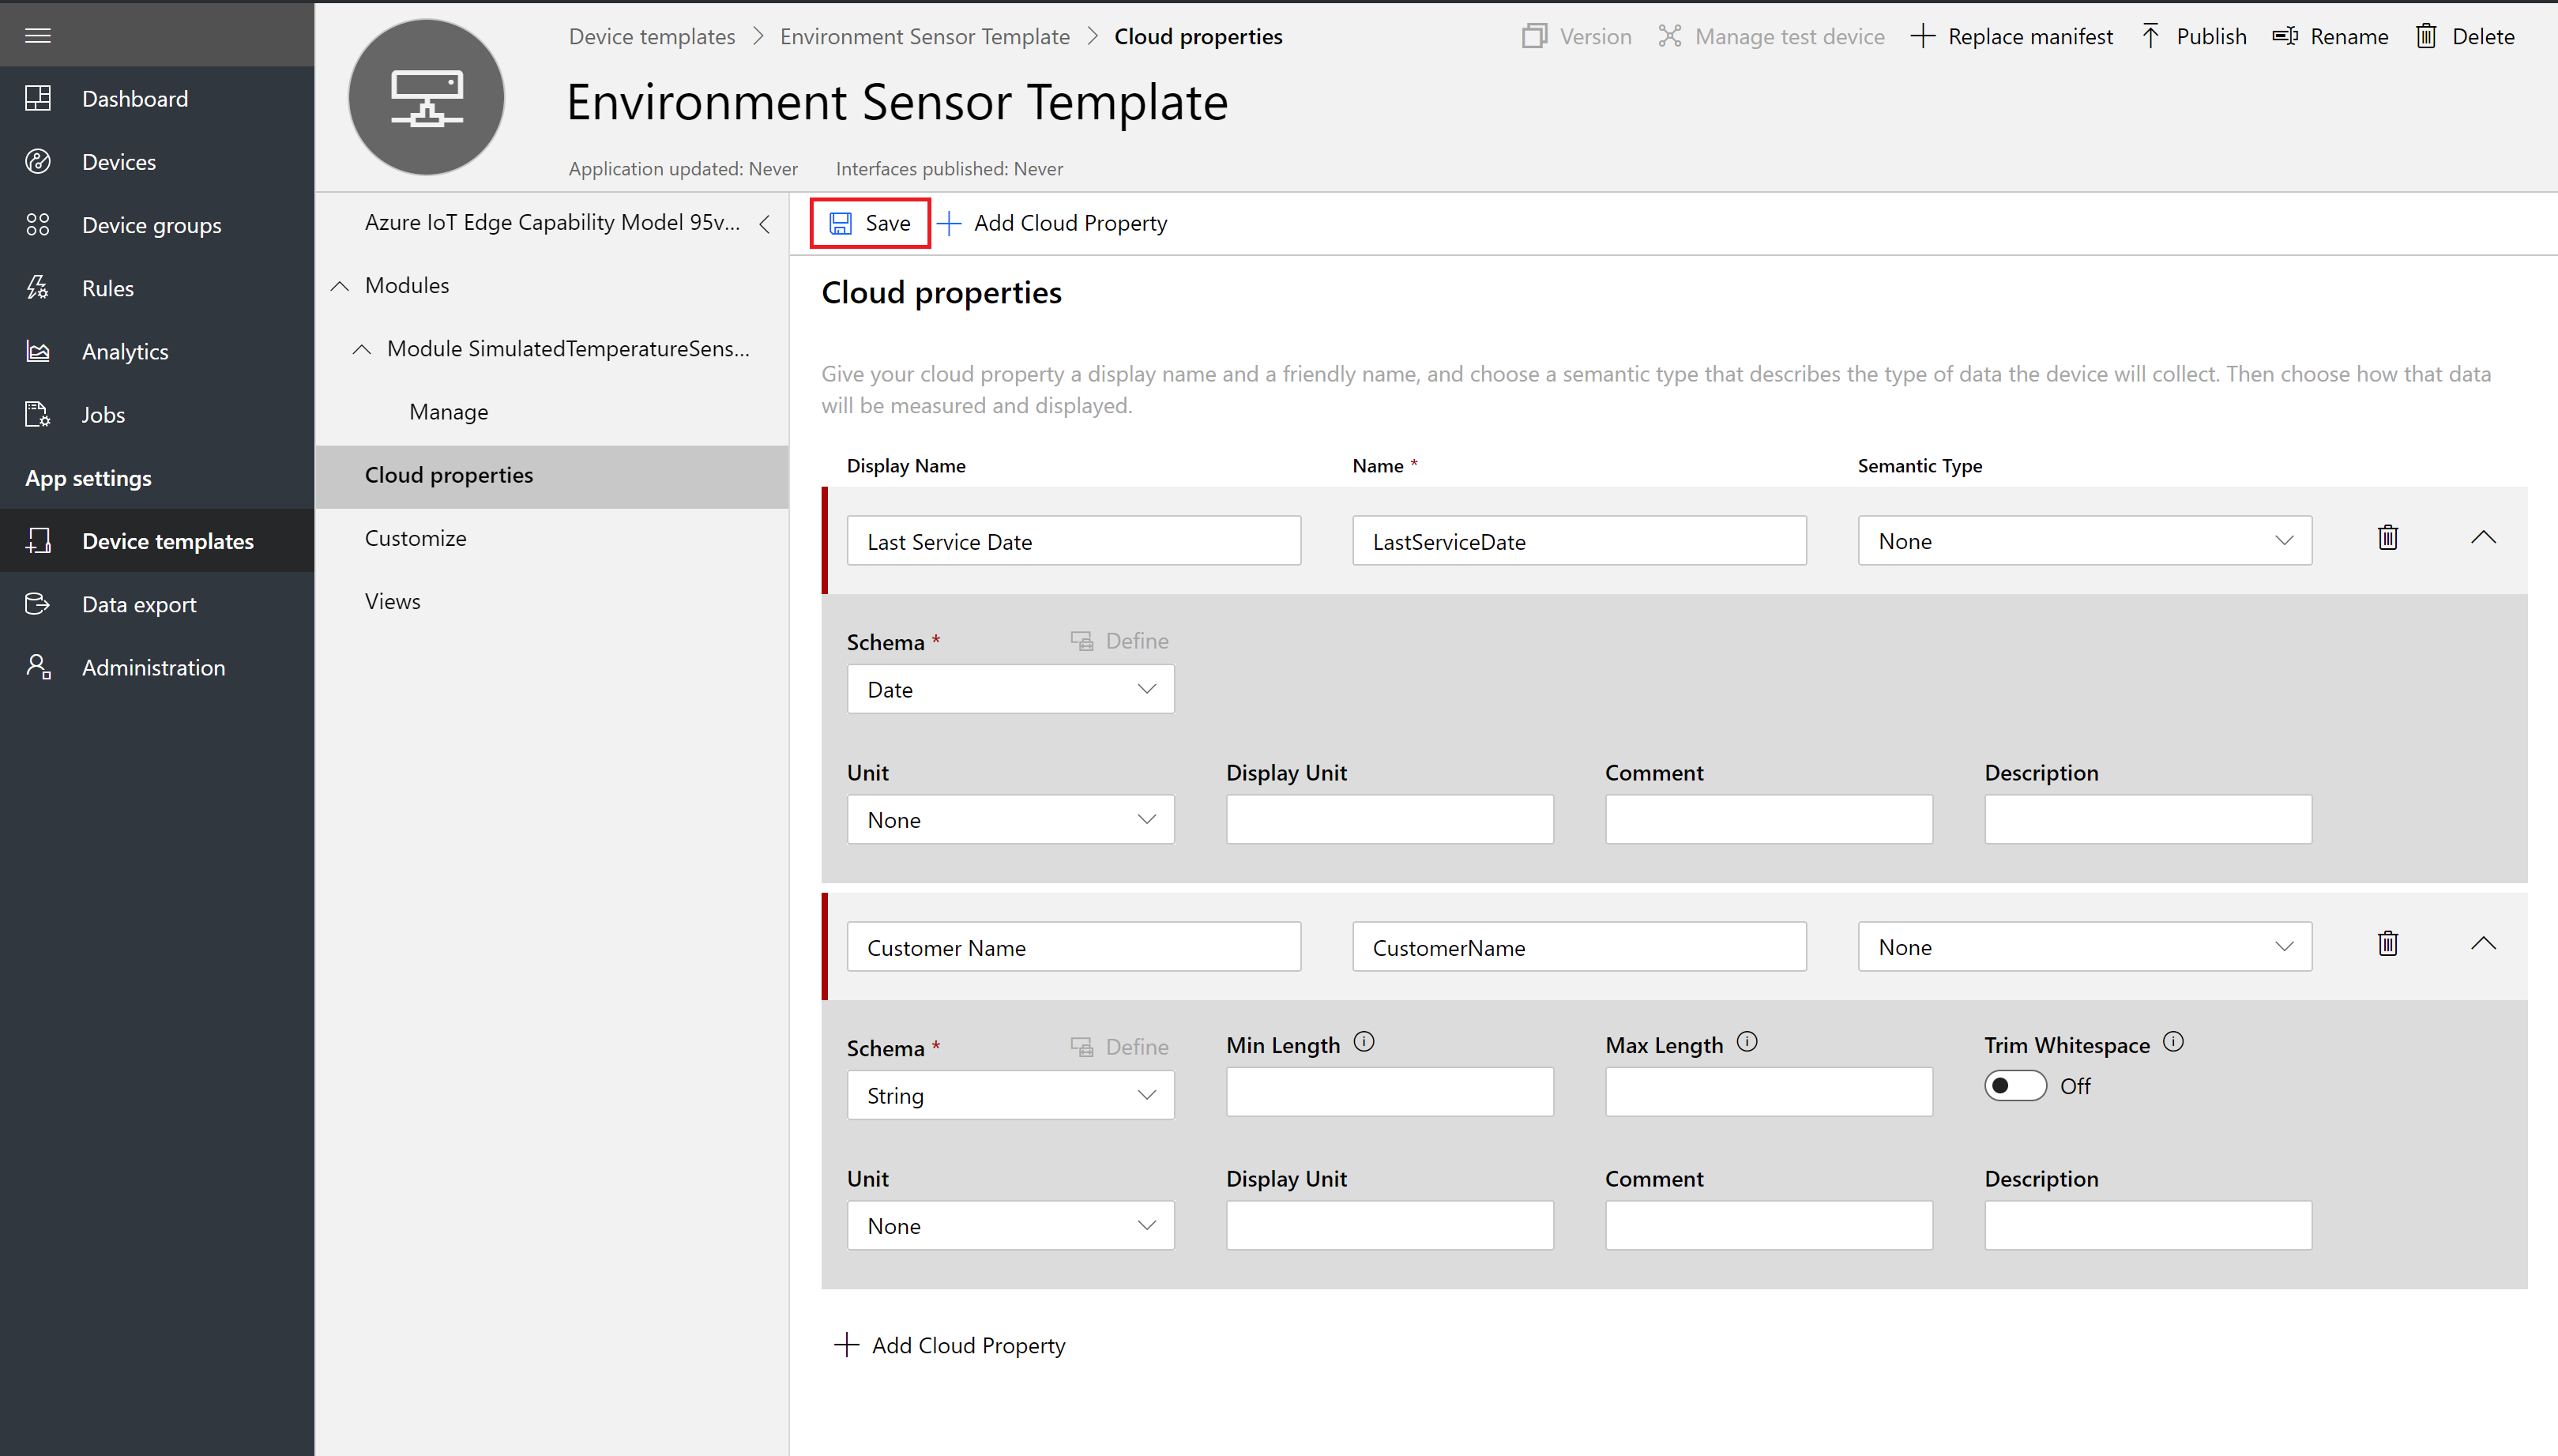 Dashboard
Devices
Device groups
Rules
Analytics
Jobs
App settings
Device templates
Data export
Administration
Device templates > Environment Sensor Template > Cloud properties
Version Manage test device Replace manifest Publish Rename Delete
Environment Sensor Template
Application updated: Never Interfaces published: Never
Azure IoT Edge Capability Model 95v...
Modules
Module SimulatedTemperatureSens...
Manage
Cloud properties
Customize
Views
Save Add Cloud Property
Cloud properties
Give your cloud property a display name and a friendly name, and choose a semantic type that describes the type of data the device will collect. Then choose how that data
will be measured and displayed.
Display Name Name * Semantic Type
Last Service Date LastServiceDate None
Schema * Define
Date
Unit Display Unit Comment Description
None
Customer Name CustomerName None
Schema * Define Min Length Max Length Trim Whitespace
String Off
Unit Display Unit Comment Description
None
Add Cloud Property